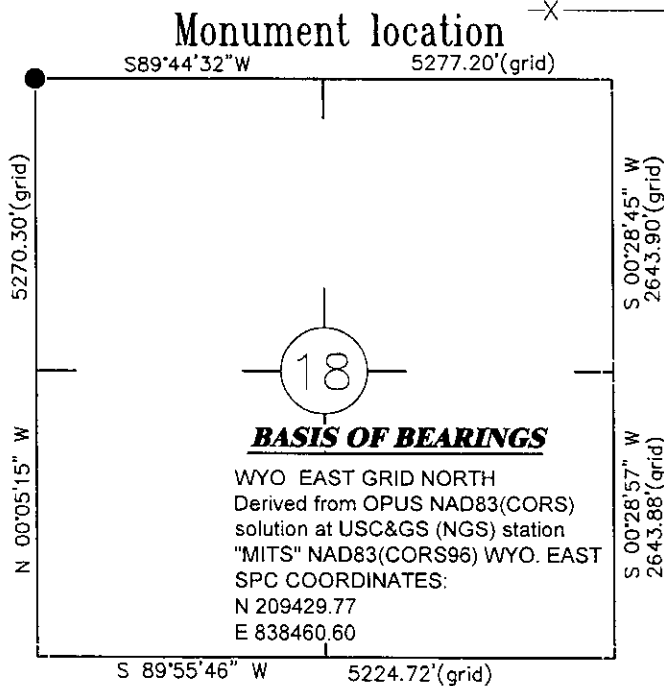 Monument location
S89°44'32"W 5277.20'(grid)
5270.30'(grid)
N 00°05'15" W
S 00°28'45" W
2643.90'(grid)
18
BASIS OF BEARINGS
WYO EAST GRID NORTH
Derived from OPUS NAD83(CORS)
solution at USC&GS (NGS) station
"MITS" NAD83(CORS96) WYO. EAST
SPC COORDINATES:
N 209429.77
E 838460.60
S 00°28'57" W
2643.88'(grid)
S 89°55'46" W 5224.72'(grid)